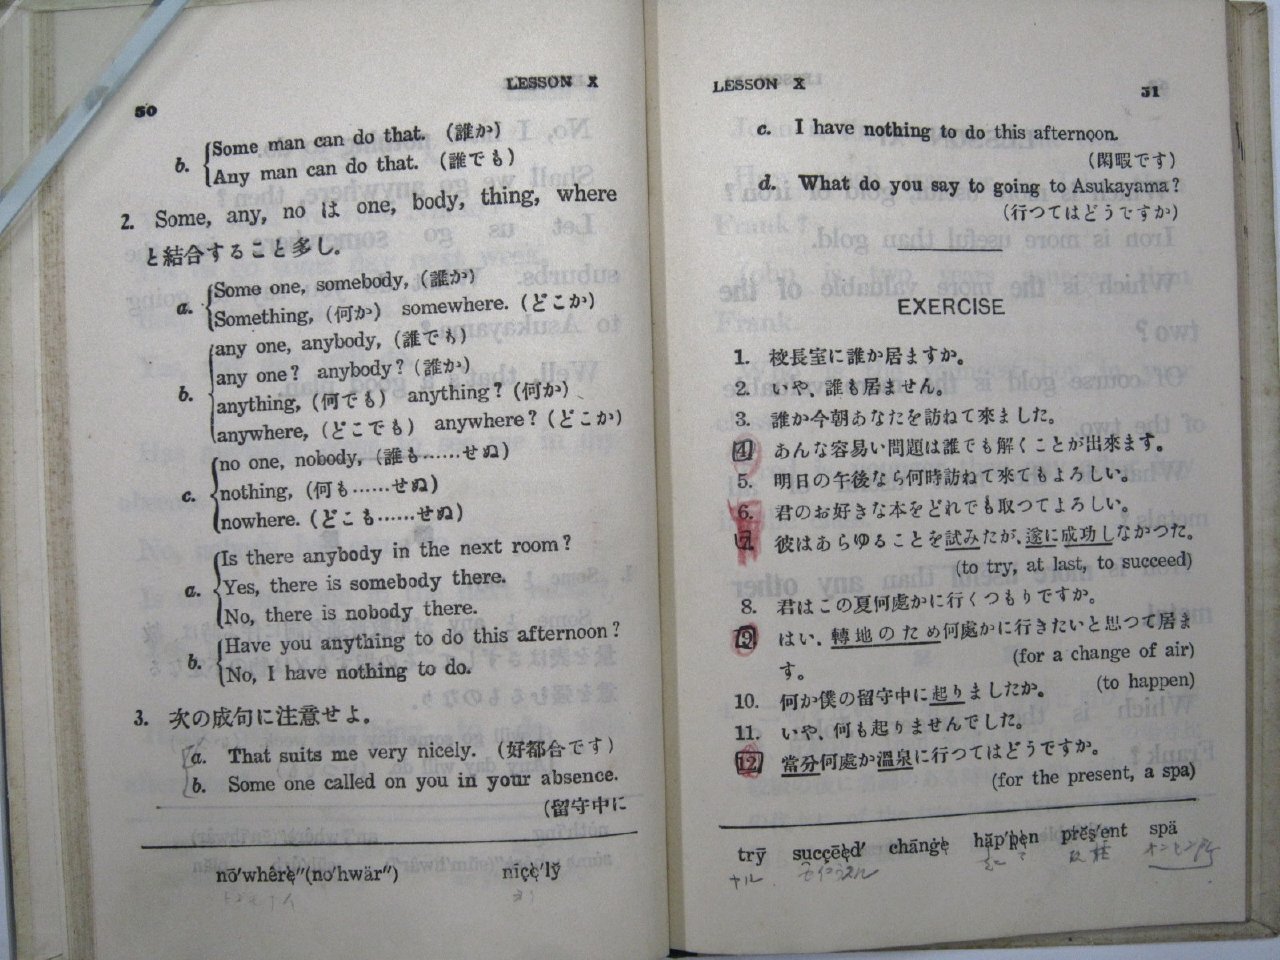 50
LESSON X
b. Some man can do that. (誰か)
Any man can do that. (誰でも)
2. Some, any, no は one, body, thing, where
と結合すること多し。
a. Some one, somebody, (誰か)
Something, (何か) somewhere. (どこか)
b. any one, anybody, (誰でも)
any one? anybody? (誰か)
anything, (何でも) anything? (何か)
anywhere, (どこでも) anywhere? (どこか)
c. no one, nobody, (誰も……せぬ)
nothing, (何も……せぬ)
nowhere. (どこも……せぬ)
a. Is there anybody in the next room?
Yes, there is somebody there.
No, there is nobody there.
b. Have you anything to do this afternoon?
No, I have nothing to do.
3. 次の成句に注意せよ。
a. That suits me very nicely. (好都合です)
b. Some one called on you in your absence.
(留守中に
nō'whêre"(no'hwär") nīçe'lў
LESSON X
51
c. I have nothing to do this afternoon.
(閑暇です)
d. What do you say to going to Asukayama?
(行つてはどうですか)
EXERCISE
1. 校長室に誰か居ますか。
2. いや、誰も居ません。
3. 誰か今朝あなたを訪ねて來ました。
4. あんな容易い問題は誰でも解くことが出來ます。
5. 明日の午後なら何時訪ねて來てもよろしい。
6. 君のお好きな本をどれでも取つてよろしい。
7. 彼はあらゆることを試みたが、遂に成功しなかつた。
(to try, at last, to succeed)
8. 君はこの夏何處かに行くつもりですか。
9. はい、轉地のため何處かに行きたいと思つて居ま
す。 (for a change of air)
10. 何か僕の留守中に起りましたか。 (to happen)
11. いや、何も起りませんでした。
12. 當分何處か溫泉に行つてはどうですか。
(for the present, a spa)
trȳ succēed' chānġe hăp'pen prĕş'ent spä